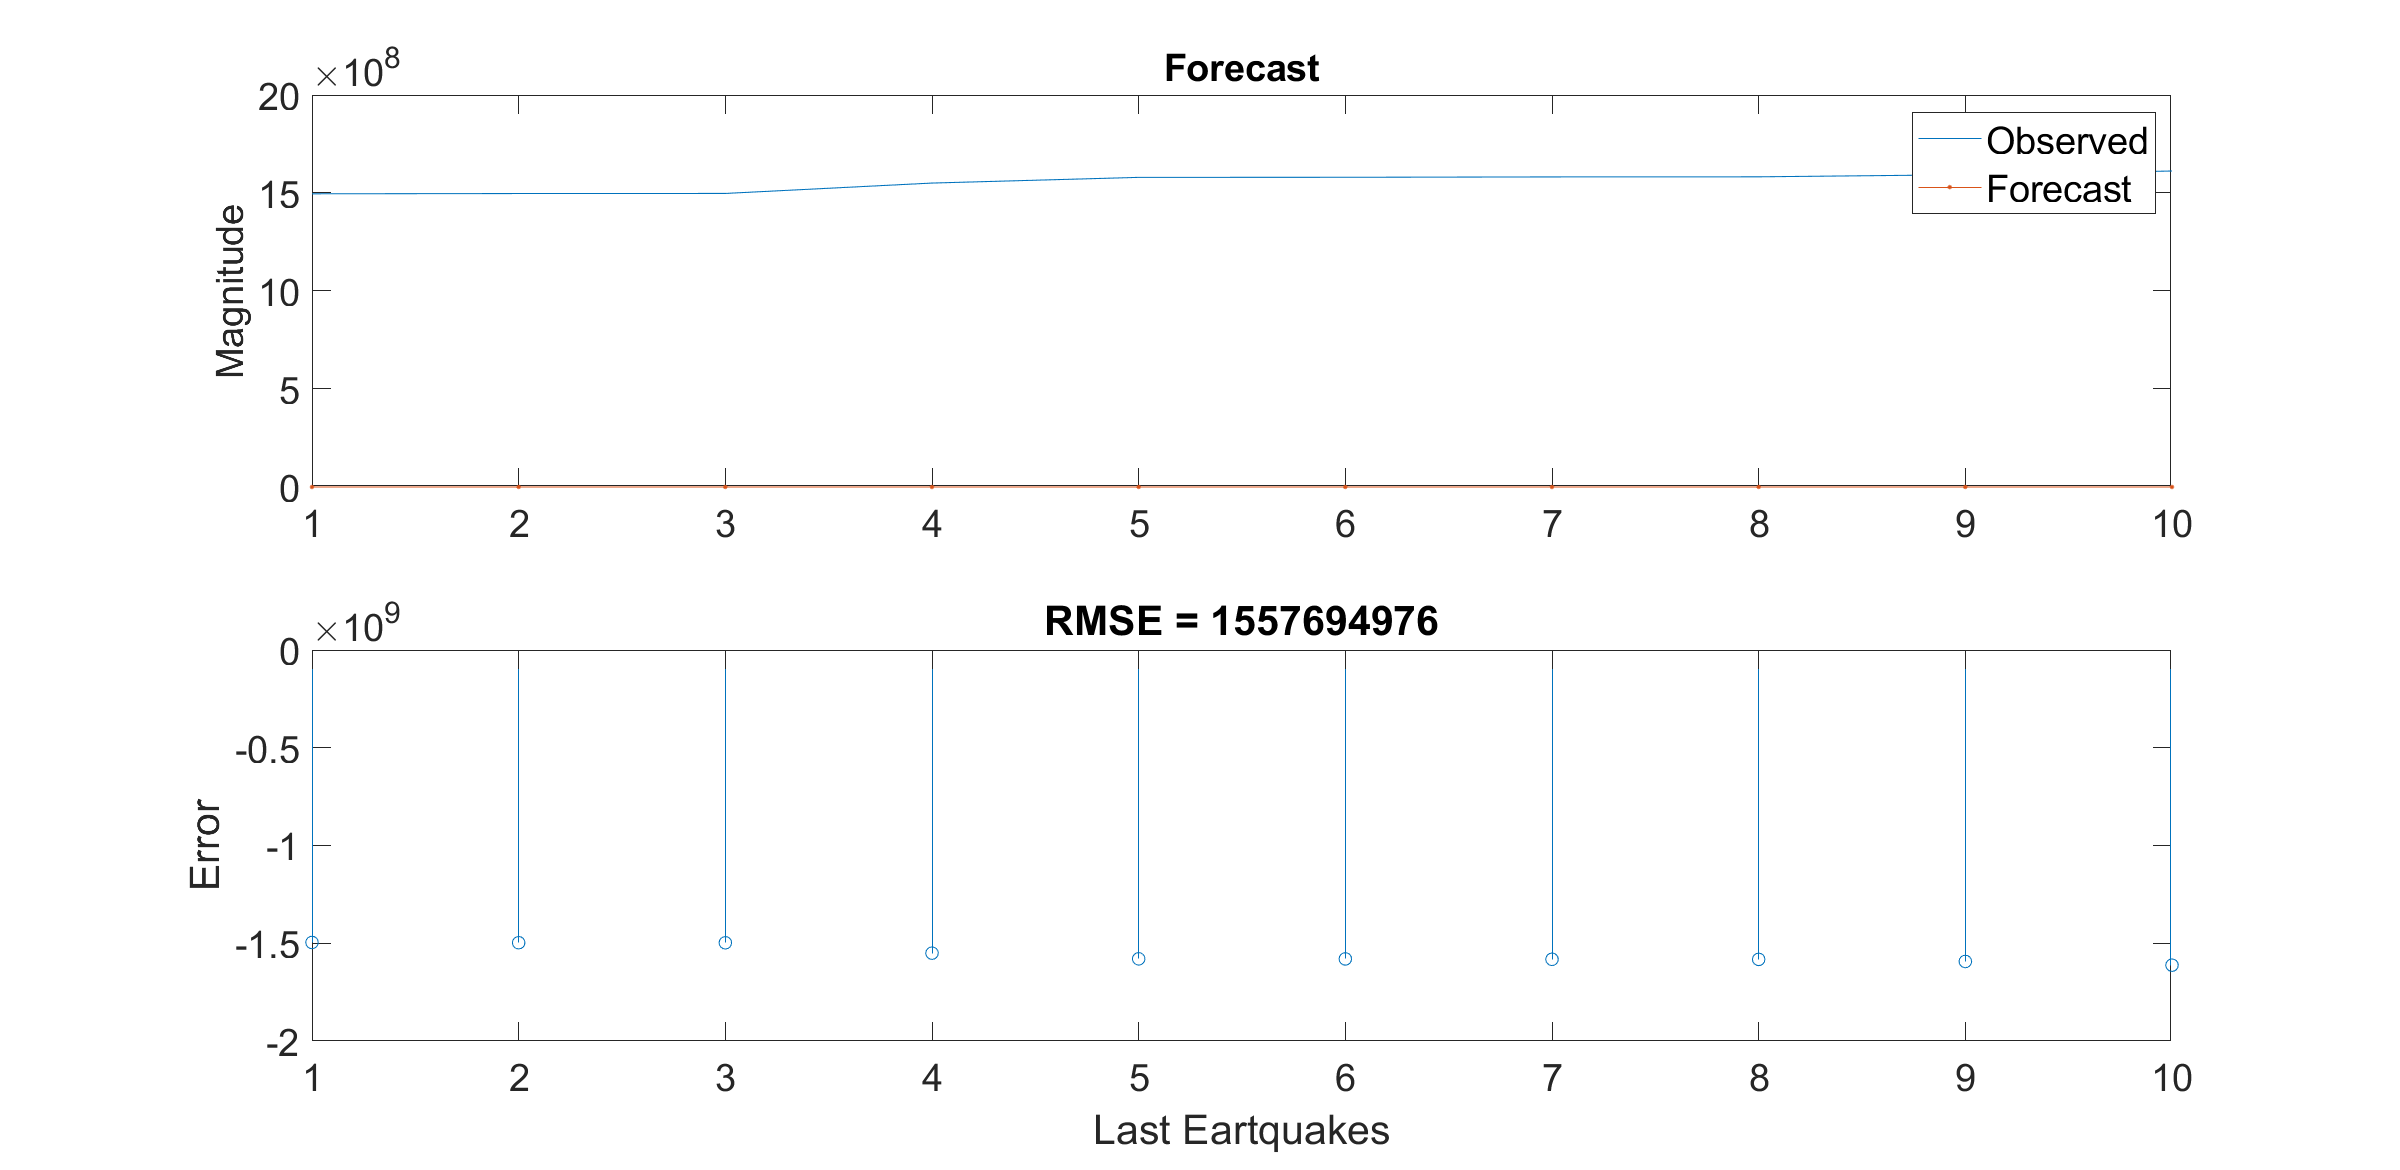 Forecast
×10^8
20
15
10
5
0
Magnitude
Observed
Forecast
1 2 3 4 5 6 7 8 9 10
RMSE = 1557694976
×10^9
0
-0.5
-1
-1.5
-2
Error
1 2 3 4 5 6 7 8 9 10
Last Eartquakes